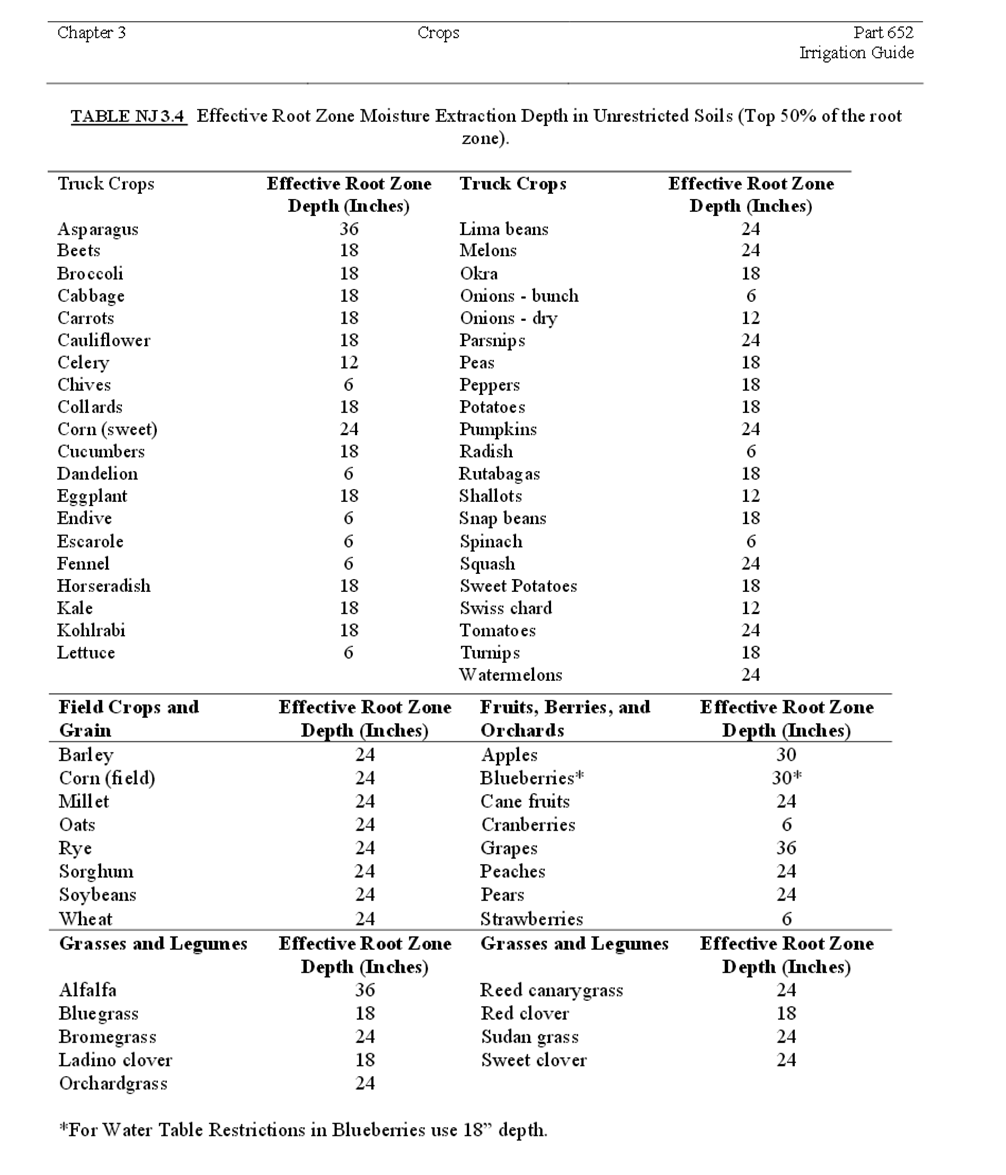 Chapter 3 Crops Part 652
Irrigation Guide
TABLE NJ 3.4 Effective Root Zone Moisture Extraction Depth in Unrestricted Soils (Top 50% of the root
zone).
Truck Crops Effective Root Zone Truck Crops Effective Root Zone
Depth (Inches) Depth (Inches)
Asparagus 36 Lima beans 24
Beets 18 Melons 24
Broccoli 18 Okra 18
Cabbage 18 Onions - bunch 6
Carrots 18 Onions - dry 12
Cauliflower 18 Parsnips 24
Celery 12 Peas 18
Chives 6 Peppers 18
Collards 18 Potatoes 18
Corn (sweet) 24 Pumpkins 24
Cucumbers 18 Radish 6
Dandelion 6 Rutabagas 18
Eggplant 18 Shallots 12
Endive 6 Snap beans 18
Escarole 6 Spinach 6
Fennel 6 Squash 24
Horseradish 18 Sweet Potatoes 18
Kale 18 Swiss chard 12
Kohlrabi 18 Tomatoes 24
Lettuce 6 Turnips 18
Watermelons 24
Field Crops and Effective Root Zone Fruits, Berries, and Effective Root Zone
Grain Depth (Inches) Orchards Depth (Inches)
Barley 24 Apples 30
Corn (field) 24 Blueberries* 30*
Millet 24 Cane fruits 24
Oats 24 Cranberries 6
Rye 24 Grapes 36
Sorghum 24 Peaches 24
Soybeans 24 Pears 24
Wheat 24 Strawberries 6
Grasses and Legumes Effective Root Zone Grasses and Legumes Effective Root Zone
Depth (Inches) Depth (Inches)
Alfalfa 36 Reed canarygrass 24
Bluegrass 18 Red clover 18
Bromegrass 24 Sudan grass 24
Ladino clover 18 Sweet clover 24
Orchardgrass 24
*For Water Table Restrictions in Blueberries use 18” depth.